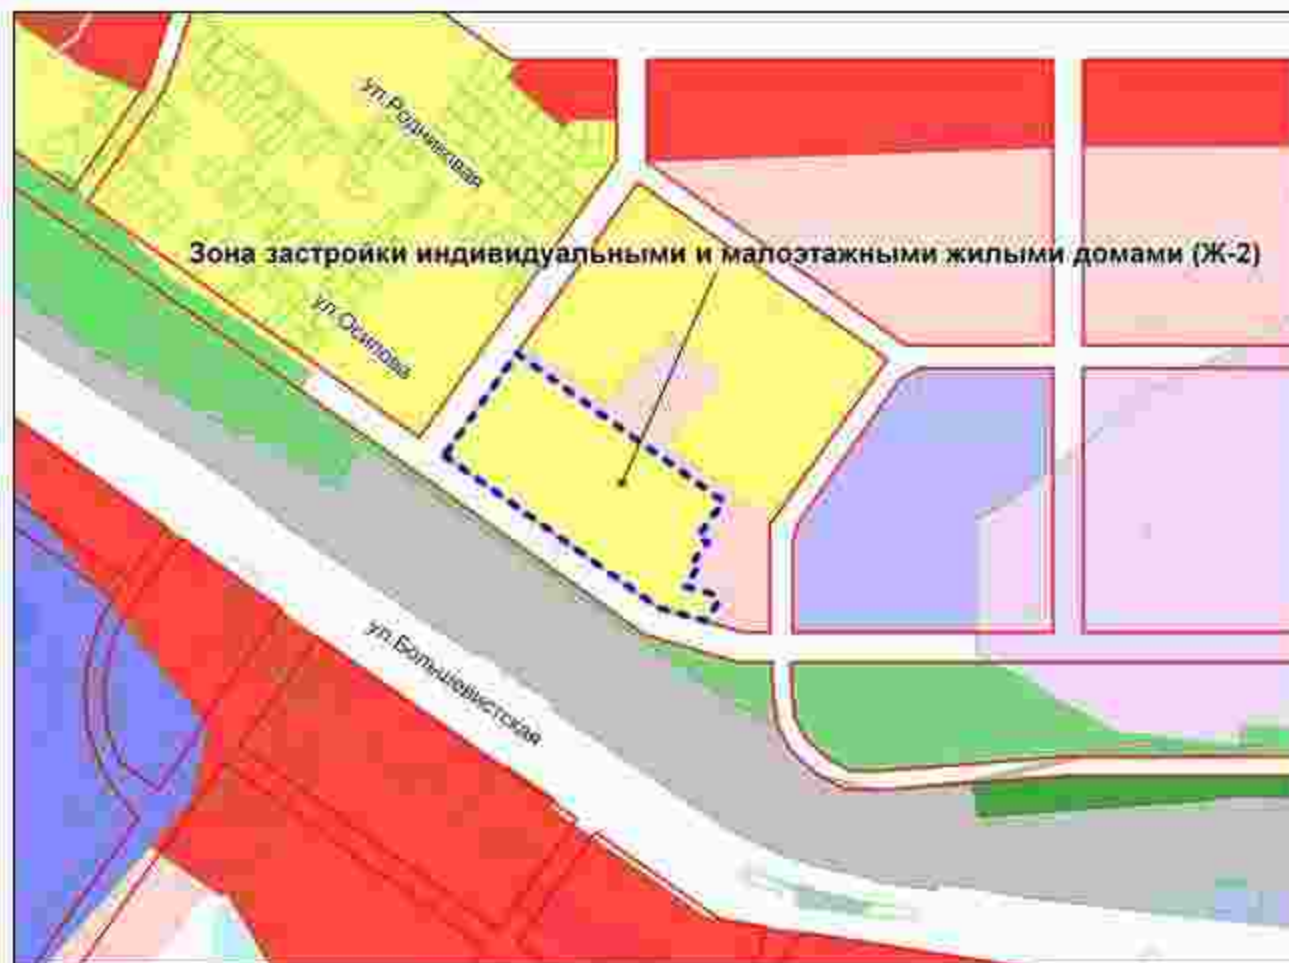 ул.Родниковая
Зона застройки индивидуальными и малоэтажными жилыми домами (Ж-2)
ул.Осипова
ул.Большевистская